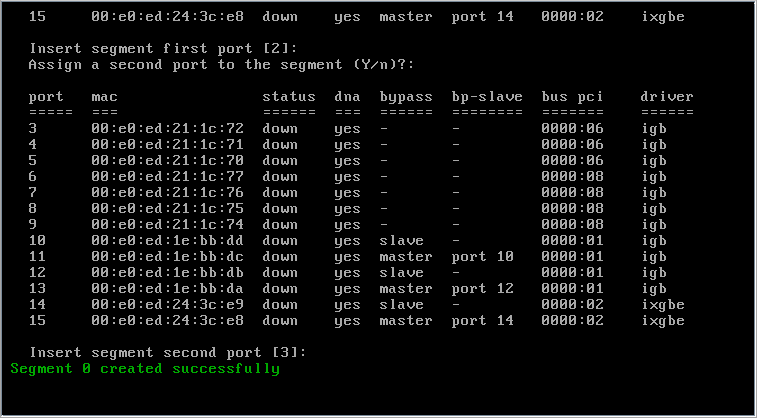 15 00:e0:ed:24:3c:e8 down yes master port 14 0000:02 ixgbe
Insert segment first port [2]:
Assign a second port to the segment (Y/n)?:
port mac status dna bypass bp-slave bus pci driver
===== === ====== === ====== ======== ======= ======
3 00:e0:ed:21:1c:72 down yes - - 0000:06 igb
4 00:e0:ed:21:1c:71 down yes - - 0000:06 igb
5 00:e0:ed:21:1c:70 down yes - - 0000:06 igb
6 00:e0:ed:21:1c:77 down yes - - 0000:08 igb
7 00:e0:ed:21:1c:76 down yes - - 0000:08 igb
8 00:e0:ed:21:1c:75 down yes - - 0000:08 igb
9 00:e0:ed:21:1c:74 down yes - - 0000:08 igb
10 00:e0:ed:1e:bb:dd down yes slave - 0000:01 igb
11 00:e0:ed:1e:bb:dc down yes master port 10 0000:01 igb
12 00:e0:ed:1e:bb:db down yes slave - 0000:01 igb
13 00:e0:ed:1e:bb:da down yes master port 12 0000:01 igb
14 00:e0:ed:24:3c:e9 down yes slave - 0000:02 ixgbe
15 00:e0:ed:24:3c:e8 down yes master port 14 0000:02 ixgbe
Insert segment second port [3]:
Segment 0 created successfully